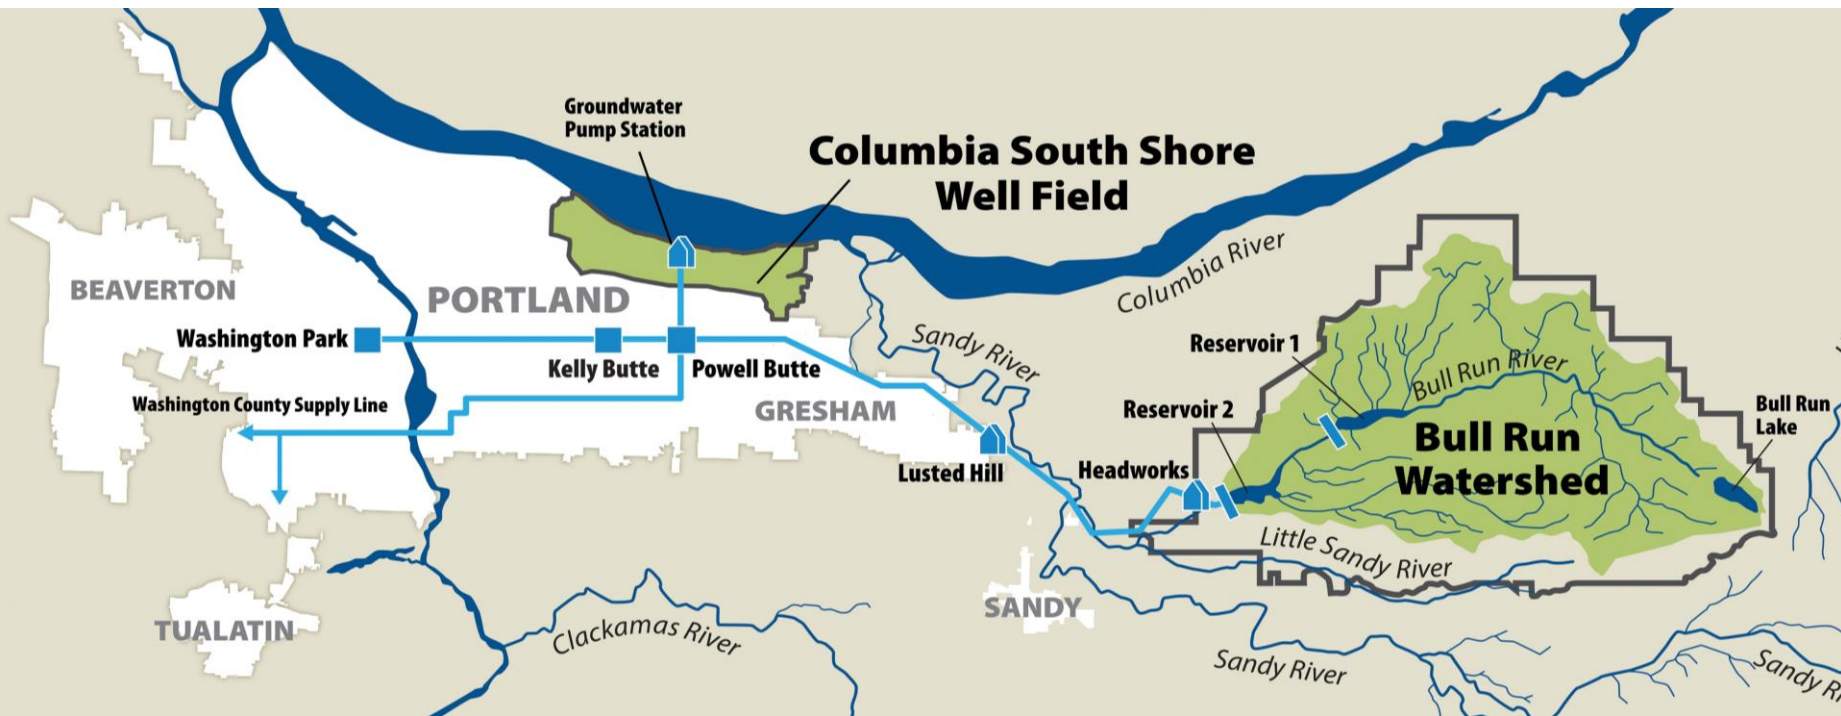 Groundwater
Pump Station
Columbia South Shore
Well Field
Columbia River
BEAVERTON
PORTLAND
Washington Park
Kelly Butte
Powell Butte
Sandy River
Reservoir 1
Bull Run River
Washington County Supply Line
GRESHAM
Reservoir 2
Bull Run
Lake
Bull Run
Watershed
Lusted Hill
Headworks
Little Sandy River
SANDY
TUALATIN
Clackamas River
Sandy River
Sandy R